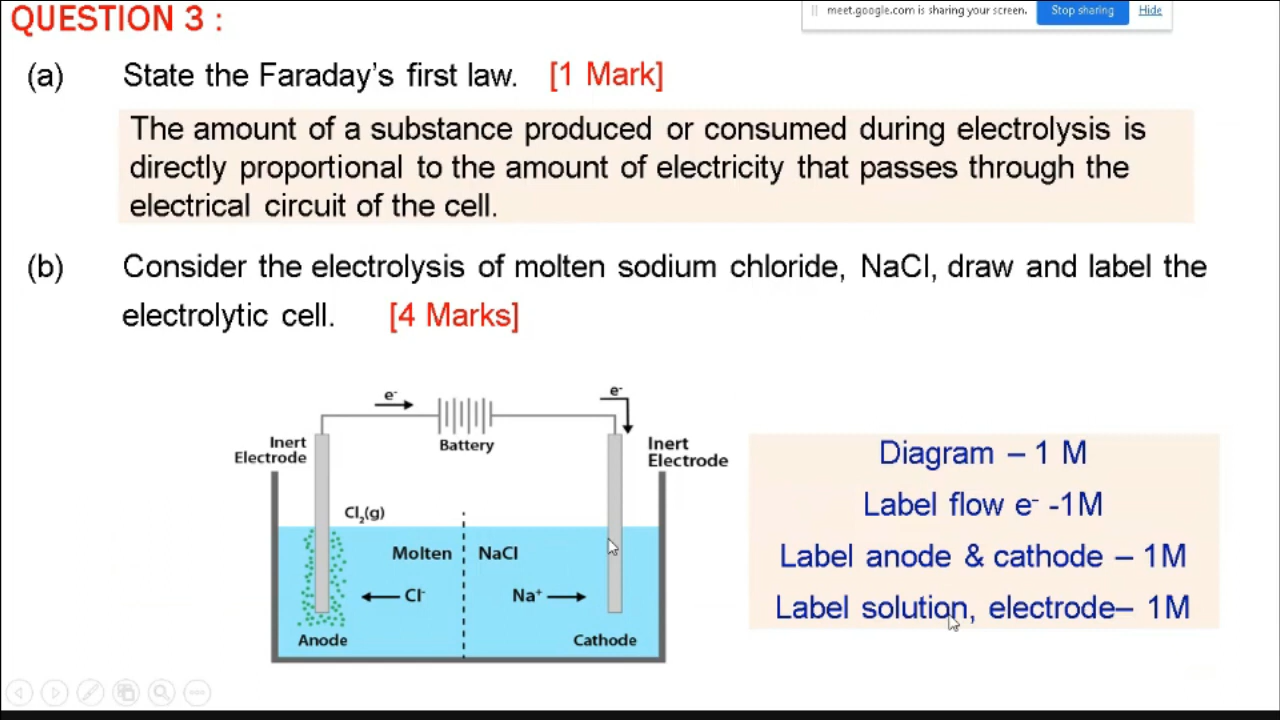 QUESTION 3 :
meet.google.com is sharing your screen. Stop sharing Hide
(a) State the Faraday's first law. [1 Mark]
The amount of a substance produced or consumed during electrolysis is
directly proportional to the amount of electricity that passes through the
electrical circuit of the cell.
(b) Consider the electrolysis of molten sodium chloride, NaCl, draw and label the
electrolytic cell. [4 Marks]
e⁻
e⁻
Battery
Inert
Electrode
Inert
Electrode
Cl₂(g)
Molten NaCl
Cl⁻
Na⁺
Anode
Cathode
Diagram – 1 M
Label flow e⁻ -1M
Label anode & cathode – 1M
Label solution, electrode– 1M